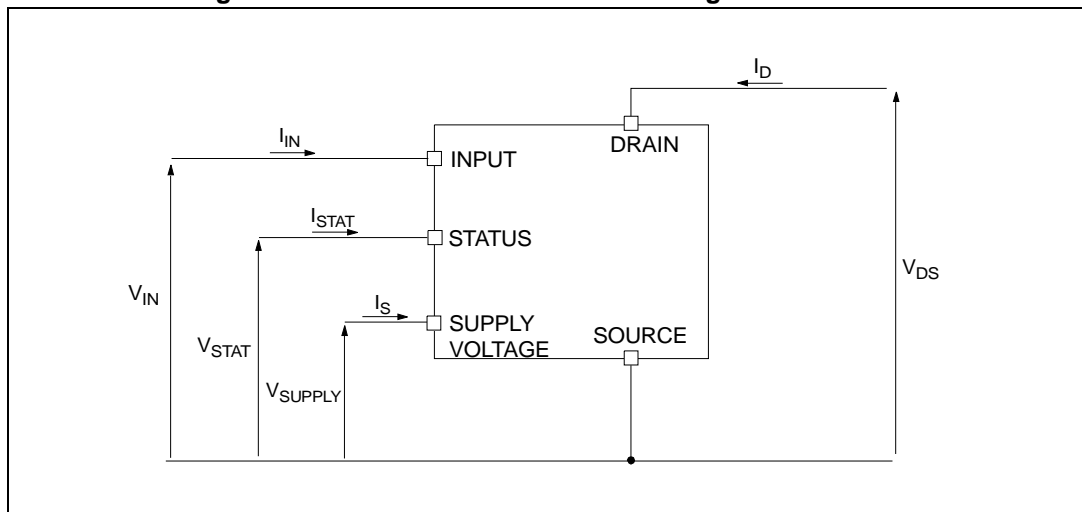 I_D
DRAIN
I_IN
INPUT
I_STAT
STATUS
V_DS
V_IN
I_S
SUPPLY
VOLTAGE
SOURCE
V_STAT
V_SUPPLY